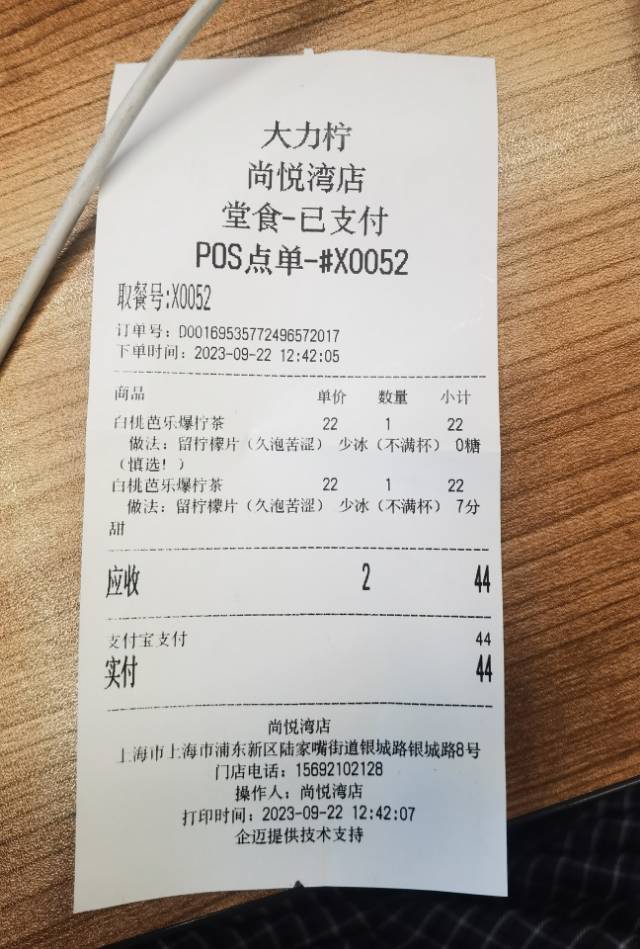 大力柠
尚悦湾店
堂食-已支付
POS点单-#X0052
取餐号:X0052
订单号: D00169535772496572017
下单时间: 2023-09-22 12:42:05
商品 单价 数量 小计
白桃芭乐爆柠茶 22 1 22
做法: 留柠檬片（久泡苦涩） 少冰（不满杯） 0糖
（慎选！）
白桃芭乐爆柠茶 22 1 22
做法: 留柠檬片（久泡苦涩） 少冰（不满杯） 7分
甜
应收 2 44
支付宝支付 44
实付 44
尚悦湾店
上海市上海市浦东新区陆家嘴街道银城路银城路8号
门店电话: 15692102128
操作人: 尚悦湾店
打印时间: 2023-09-22 12:42:07
企迈提供技术支持